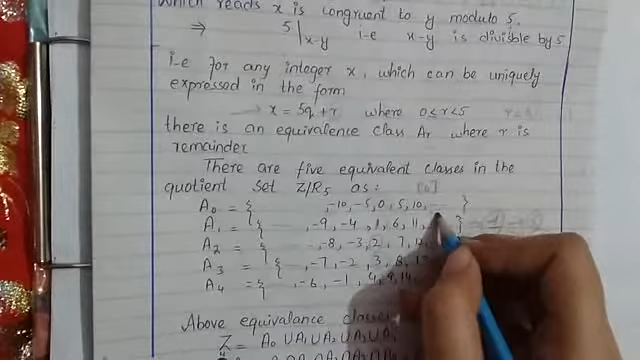 which reads x is congruent to y modulo 5.
⇒ 5 | x-y i-e x-y is divisible by 5
i-e for any integer x, which can be uniquely
expressed in the form
→ x = 5q + r where 0 ≤ r < 5
there is an equivalence class Ar where r is
remainder
There are five equivalent classes in the
quotient set Z/R5 as: [0]
A0 = { , -10, -5, 0, 5, 10, ... }
A1 = { , -9, -4, 1, 6, 11, }
A2 = { , -8, -3, 2, 7, 12,
A3 = { , -7, -2, 3, 8, 13
A4 = { , -6, -1, 4, 9, 14,
Above equivalance classes
Z = A0 U A1 U A2 U A3 U A4